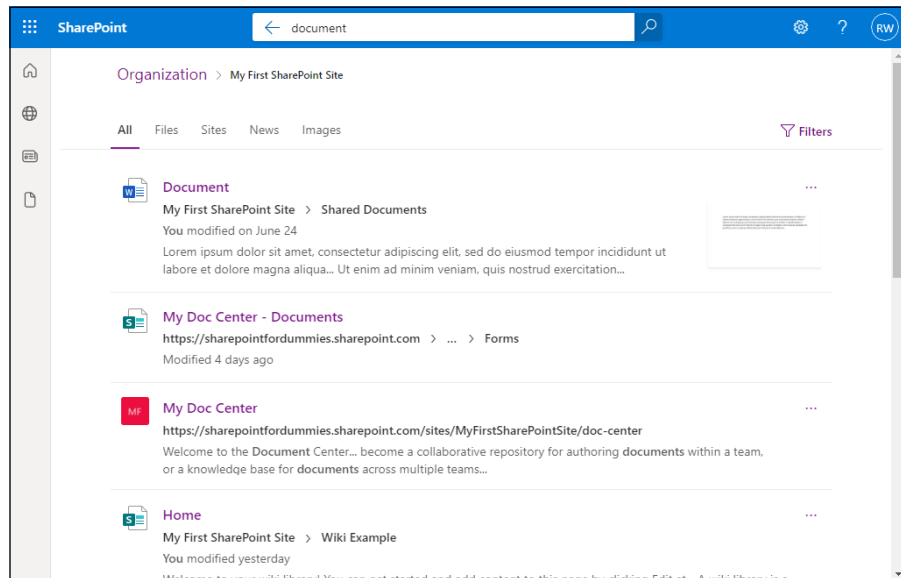 SharePoint
document
RW
Organization > My First SharePoint Site
All Files Sites News Images Filters
Document
My First SharePoint Site > Shared Documents
You modified on June 24
Lorem ipsum dolor sit amet, consectetur adipiscing elit, sed do eiusmod tempor incididunt ut
labore et dolore magna aliqua... Ut enim ad minim veniam, quis nostrud exercitation...
My Doc Center - Documents
https://sharepointfordummies.sharepoint.com > ... > Forms
Modified 4 days ago
MF
My Doc Center
https://sharepointfordummies.sharepoint.com/sites/MyFirstSharePointSite/doc-center
Welcome to the Document Center... become a collaborative repository for authoring documents within a team,
or a knowledge base for documents across multiple teams...
Home
My First SharePoint Site > Wiki Example
You modified yesterday